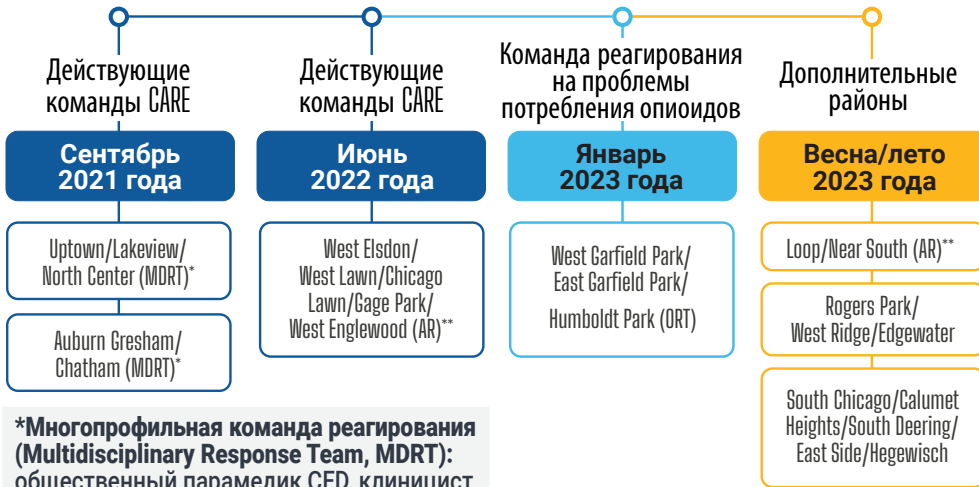 Действующие
команды CARE
Сентябрь
2021 года
Uptown/Lakeview/
North Center (MDRT)*
Auburn Gresham/
Chatham (MDRT)*
Действующие
команды CARE
Июнь
2022 года
West Elsdon/
West Lawn/Chicago
Lawn/Gage Park/
West Englewood (AR)**
Команда реагирования
на проблемы
потребления опиоидов
Январь
2023 года
West Garfield Park/
East Garfield Park/
Humboldt Park (ORT)
Дополнительные
районы
Весна/лето
2023 года
Loop/Near South (AR)**
Rogers Park/
West Ridge/Edgewater
South Chicago/Calumet
Heights/South Deering/
East Side/Hegewisch
*Многопрофильная команда реагирования
(Multidisciplinary Response Team, MDRT):
общественный парамедик CFD, клиницист